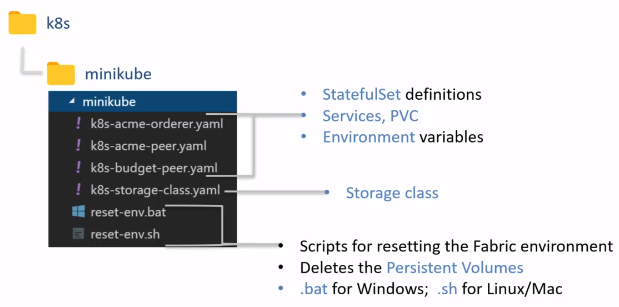 k8s
minikube
minikube
! k8s-acme-orderer.yaml
! k8s-acme-peer.yaml
! k8s-budget-peer.yaml
! k8s-storage-class.yaml
reset-env.bat
reset-env.sh
• StatefulSet definitions
• Services, PVC
• Environment variables
• Storage class
• Scripts for resetting the Fabric environment
• Deletes the Persistent Volumes
• .bat for Windows; .sh for Linux/Mac